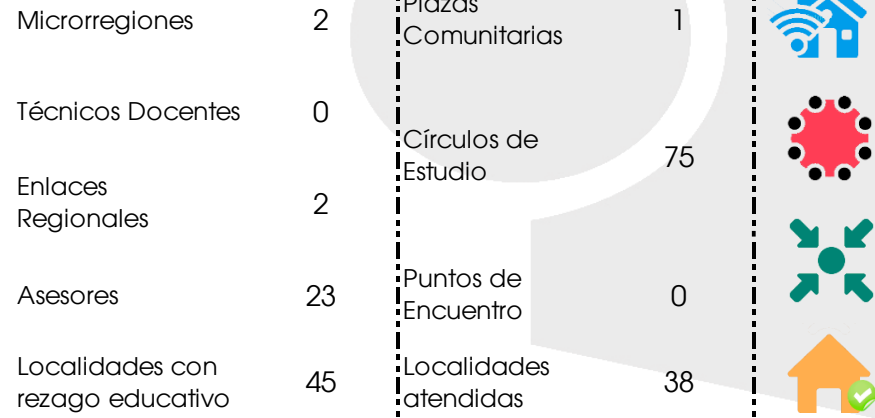 Microrregiones 2
Técnicos Docentes 0
Enlaces
Regionales 2
Asesores 23
Localidades con
rezago educativo 45
Plazas
Comunitarias 1
Círculos de
Estudio 75
Puntos de
Encuentro 0
Localidades
atendidas 38